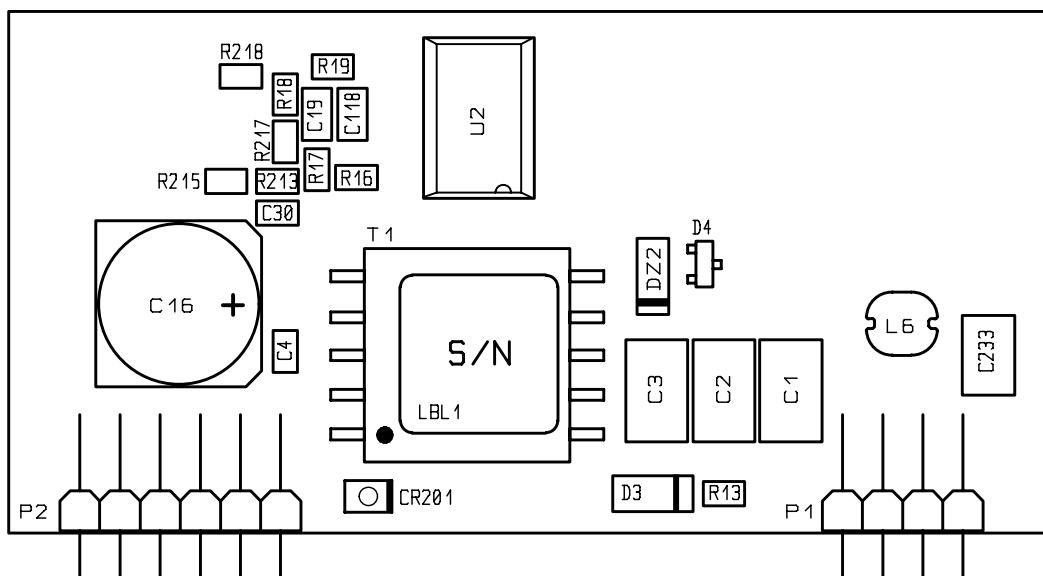 R218
R19
R18
C19
C118
U2
R217
R17
R215
R213
R16
C30
T1
D4
DZ2
C16
+
L6
C4
S/N
C233
C3
C2
C1
LBL1
CR201
D3
R13
P2
P1